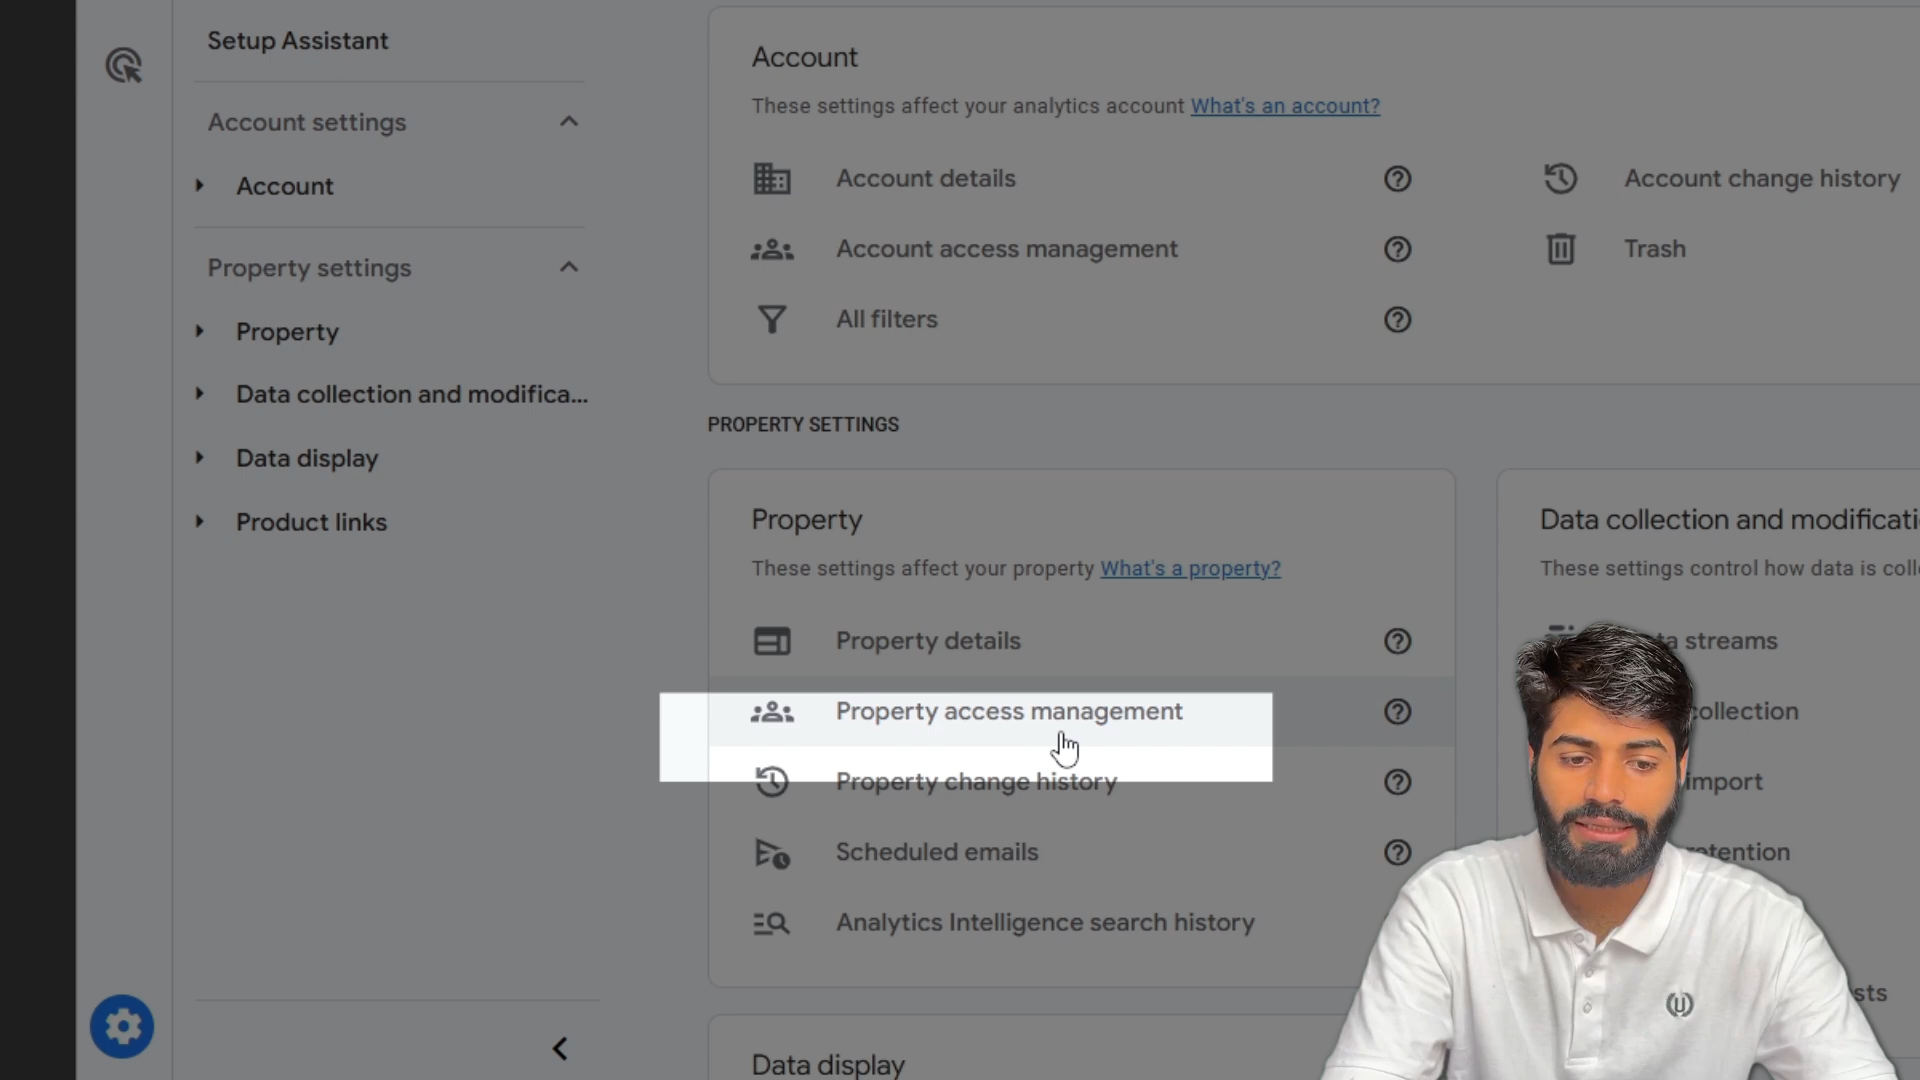 Setup Assistant
Account settings
Account
Property settings
Property
Data collection and modifica...
Data display
Product links
Account
These settings affect your analytics account What's an account?
Account details
Account change history
Account access management
Trash
All filters
PROPERTY SETTINGS
Property
These settings affect your property What's a property?
Property details
Property access management
Property change history
Scheduled emails
Analytics Intelligence search history
Data collection and modificati
These settings control how data is coll
streams
collection
import
Data display